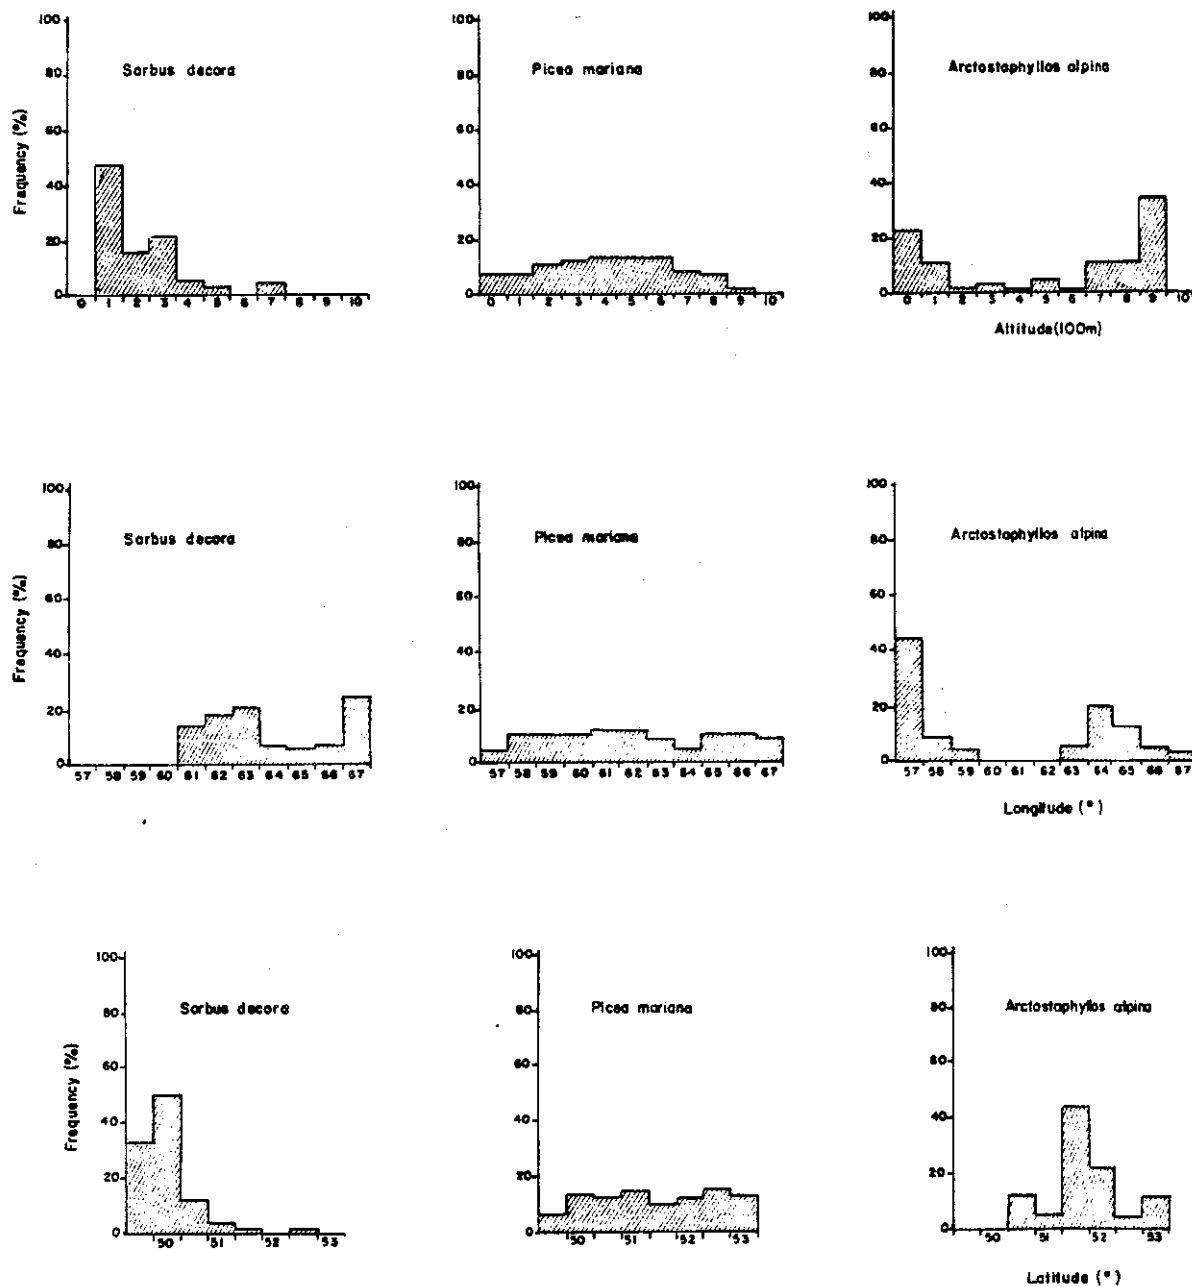 100
80
60
40
20
0
Frequency (%)
Sorbus decora
0 1 2 3 4 5 6 7 8 9 10
100
80
60
40
20
0
Picea mariana
0 1 2 3 4 5 6 7 8 9 10
100
80
60
40
20
0
Arctostaphyllos alpina
0 1 2 3 4 5 6 7 8 9 10
Altitude (100m)
100
80
60
40
20
0
Frequency (%)
Sorbus decora
57 58 59 60 61 62 63 64 65 66 67
100
80
60
40
20
0
Picea mariana
57 58 59 60 61 62 63 64 65 66 67
100
80
60
40
20
0
Arctostaphyllos alpina
57 58 59 60 61 62 63 64 65 66 67
Longitude (°)
100
80
60
40
20
0
Frequency (%)
Sorbus decora
50 51 52 53
100
80
60
40
20
0
Picea mariana
50 51 52 53
100
80
60
40
20
0
Arctostaphyllos alpina
50 51 52 53
Latitude (°)